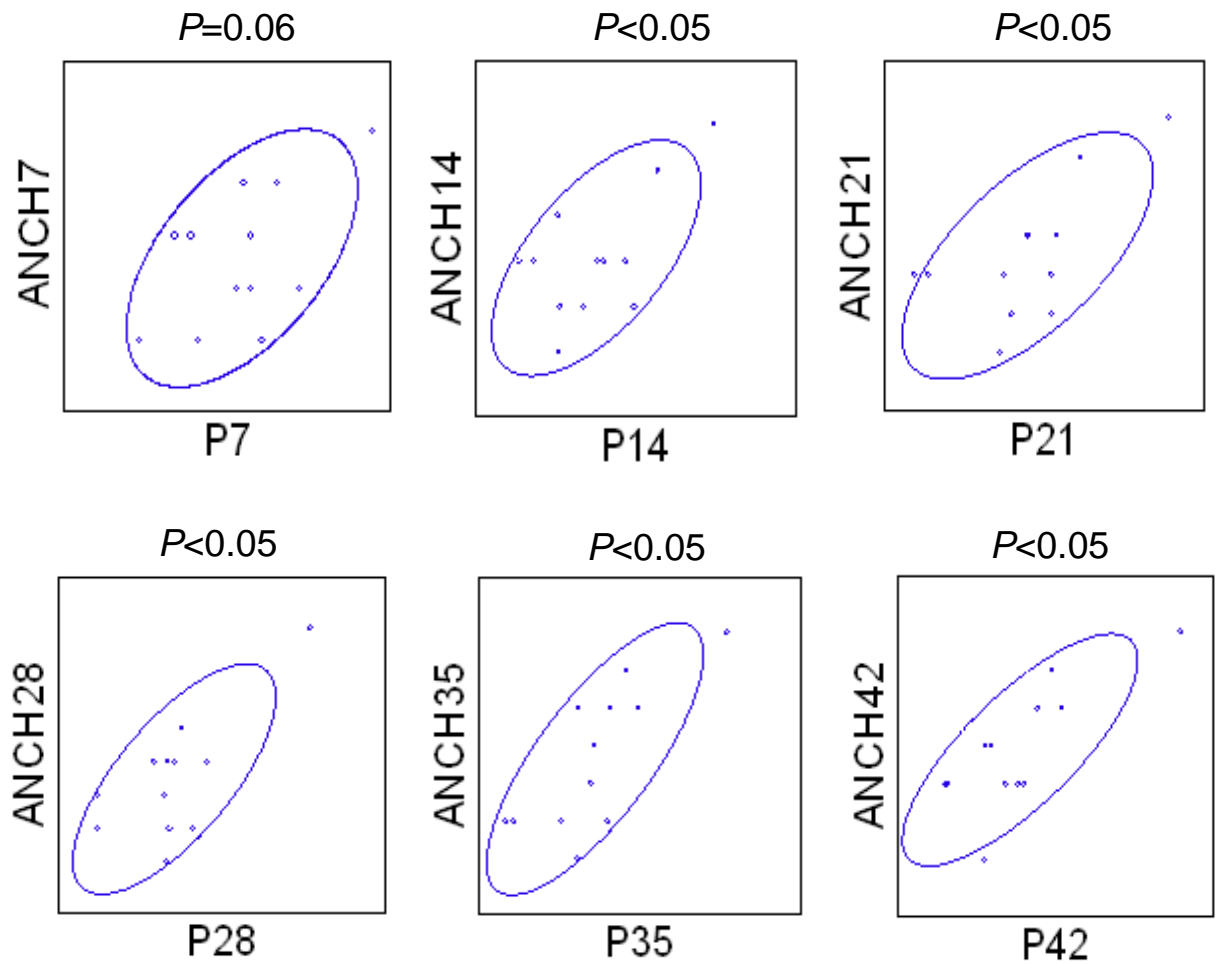 P=0.06
P<0.05
P<0.05
ANCH7
ANCH14
ANCH21
P7
P14
P21
P<0.05
P<0.05
P<0.05
ANCH28
ANCH35
ANCH42
P28
P35
P42